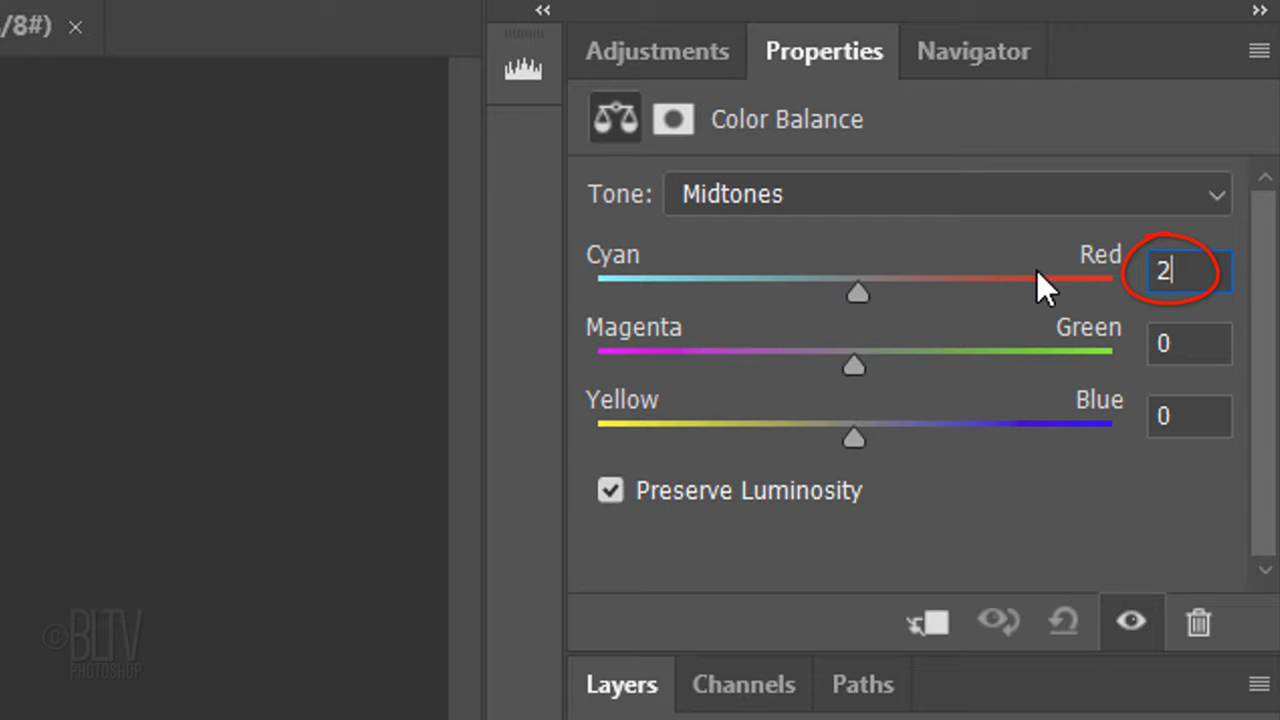 /8#) ×
Adjustments Properties Navigator
Color Balance
Tone: Midtones
Cyan Red 2
Magenta Green 0
Yellow Blue 0
Preserve Luminosity
©BLTV
PHOTOSHOP
Layers Channels Paths